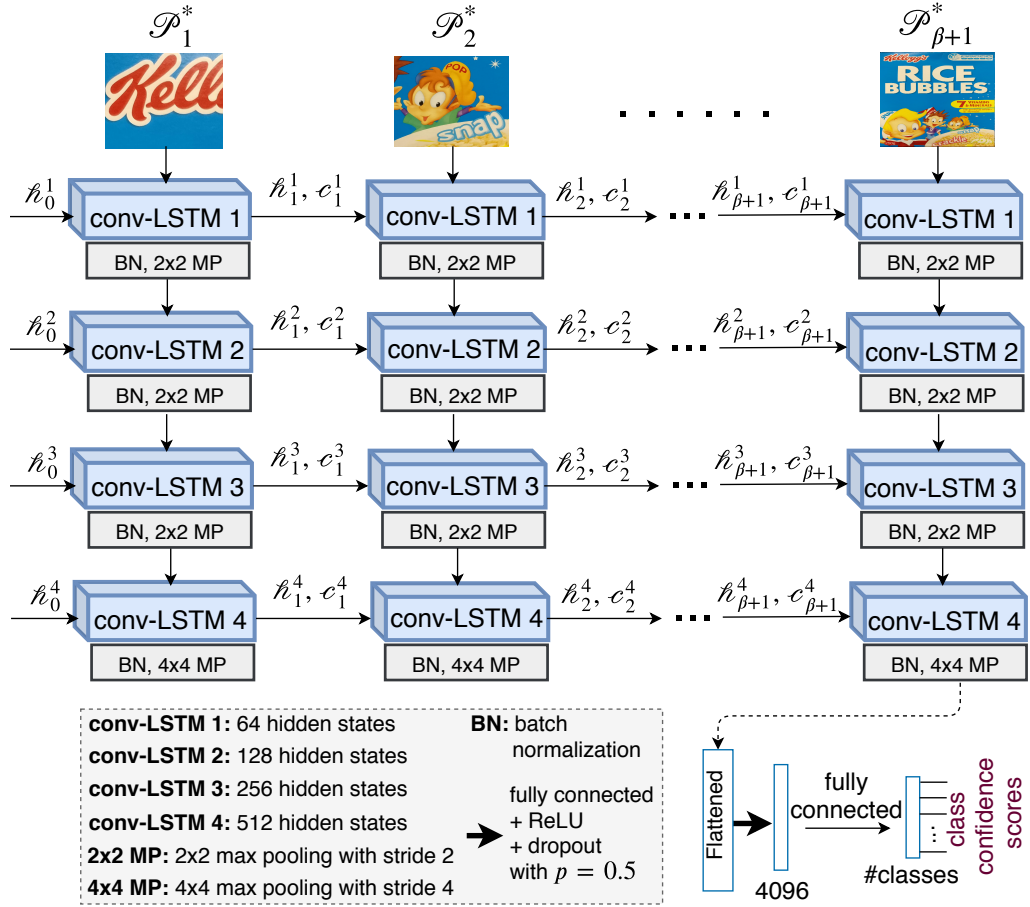 𝒫*₁ 𝒫*₂ 𝒫*β+1
Kello
POP
snap
Kellogg's
RICE
BUBBLES
7
crackle
. . . . . .
ℎ¹₀ ℎ¹₁, 𝒸¹₁ ℎ¹₂, 𝒸¹₂ ... ℎ¹β+1, 𝒸¹β+1
conv-LSTM 1 conv-LSTM 1 conv-LSTM 1
BN, 2x2 MP BN, 2x2 MP BN, 2x2 MP
ℎ²₀ ℎ²₁, 𝒸²₁ ℎ²₂, 𝒸²₂ ... ℎ²β+1, 𝒸²β+1
conv-LSTM 2 conv-LSTM 2 conv-LSTM 2
BN, 2x2 MP BN, 2x2 MP BN, 2x2 MP
ℎ³₀ ℎ³₁, 𝒸³₁ ℎ³₂, 𝒸³₂ ... ℎ³β+1, 𝒸³β+1
conv-LSTM 3 conv-LSTM 3 conv-LSTM 3
BN, 2x2 MP BN, 2x2 MP BN, 2x2 MP
ℎ⁴₀ ℎ⁴₁, 𝒸⁴₁ ℎ⁴₂, 𝒸⁴₂ ... ℎ⁴β+1, 𝒸⁴β+1
conv-LSTM 4 conv-LSTM 4 conv-LSTM 4
BN, 4x4 MP BN, 4x4 MP BN, 4x4 MP
conv-LSTM 1: 64 hidden states
conv-LSTM 2: 128 hidden states
conv-LSTM 3: 256 hidden states
conv-LSTM 4: 512 hidden states
2x2 MP: 2x2 max pooling with stride 2
4x4 MP: 4x4 max pooling with stride 4
BN: batch
normalization
fully connected
+ ReLU
+ dropout
with p = 0.5
Flattened
4096
fully
connected
...
#classes
class
confidence
scores